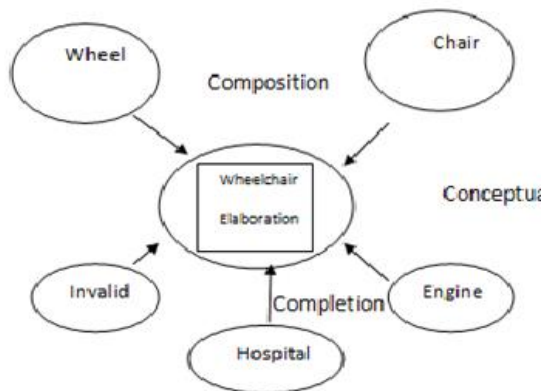 Wheel
Chair
Composition
Wheelchair
Elaboration
Conceptua
Invalid
Completion
Engine
Hospital